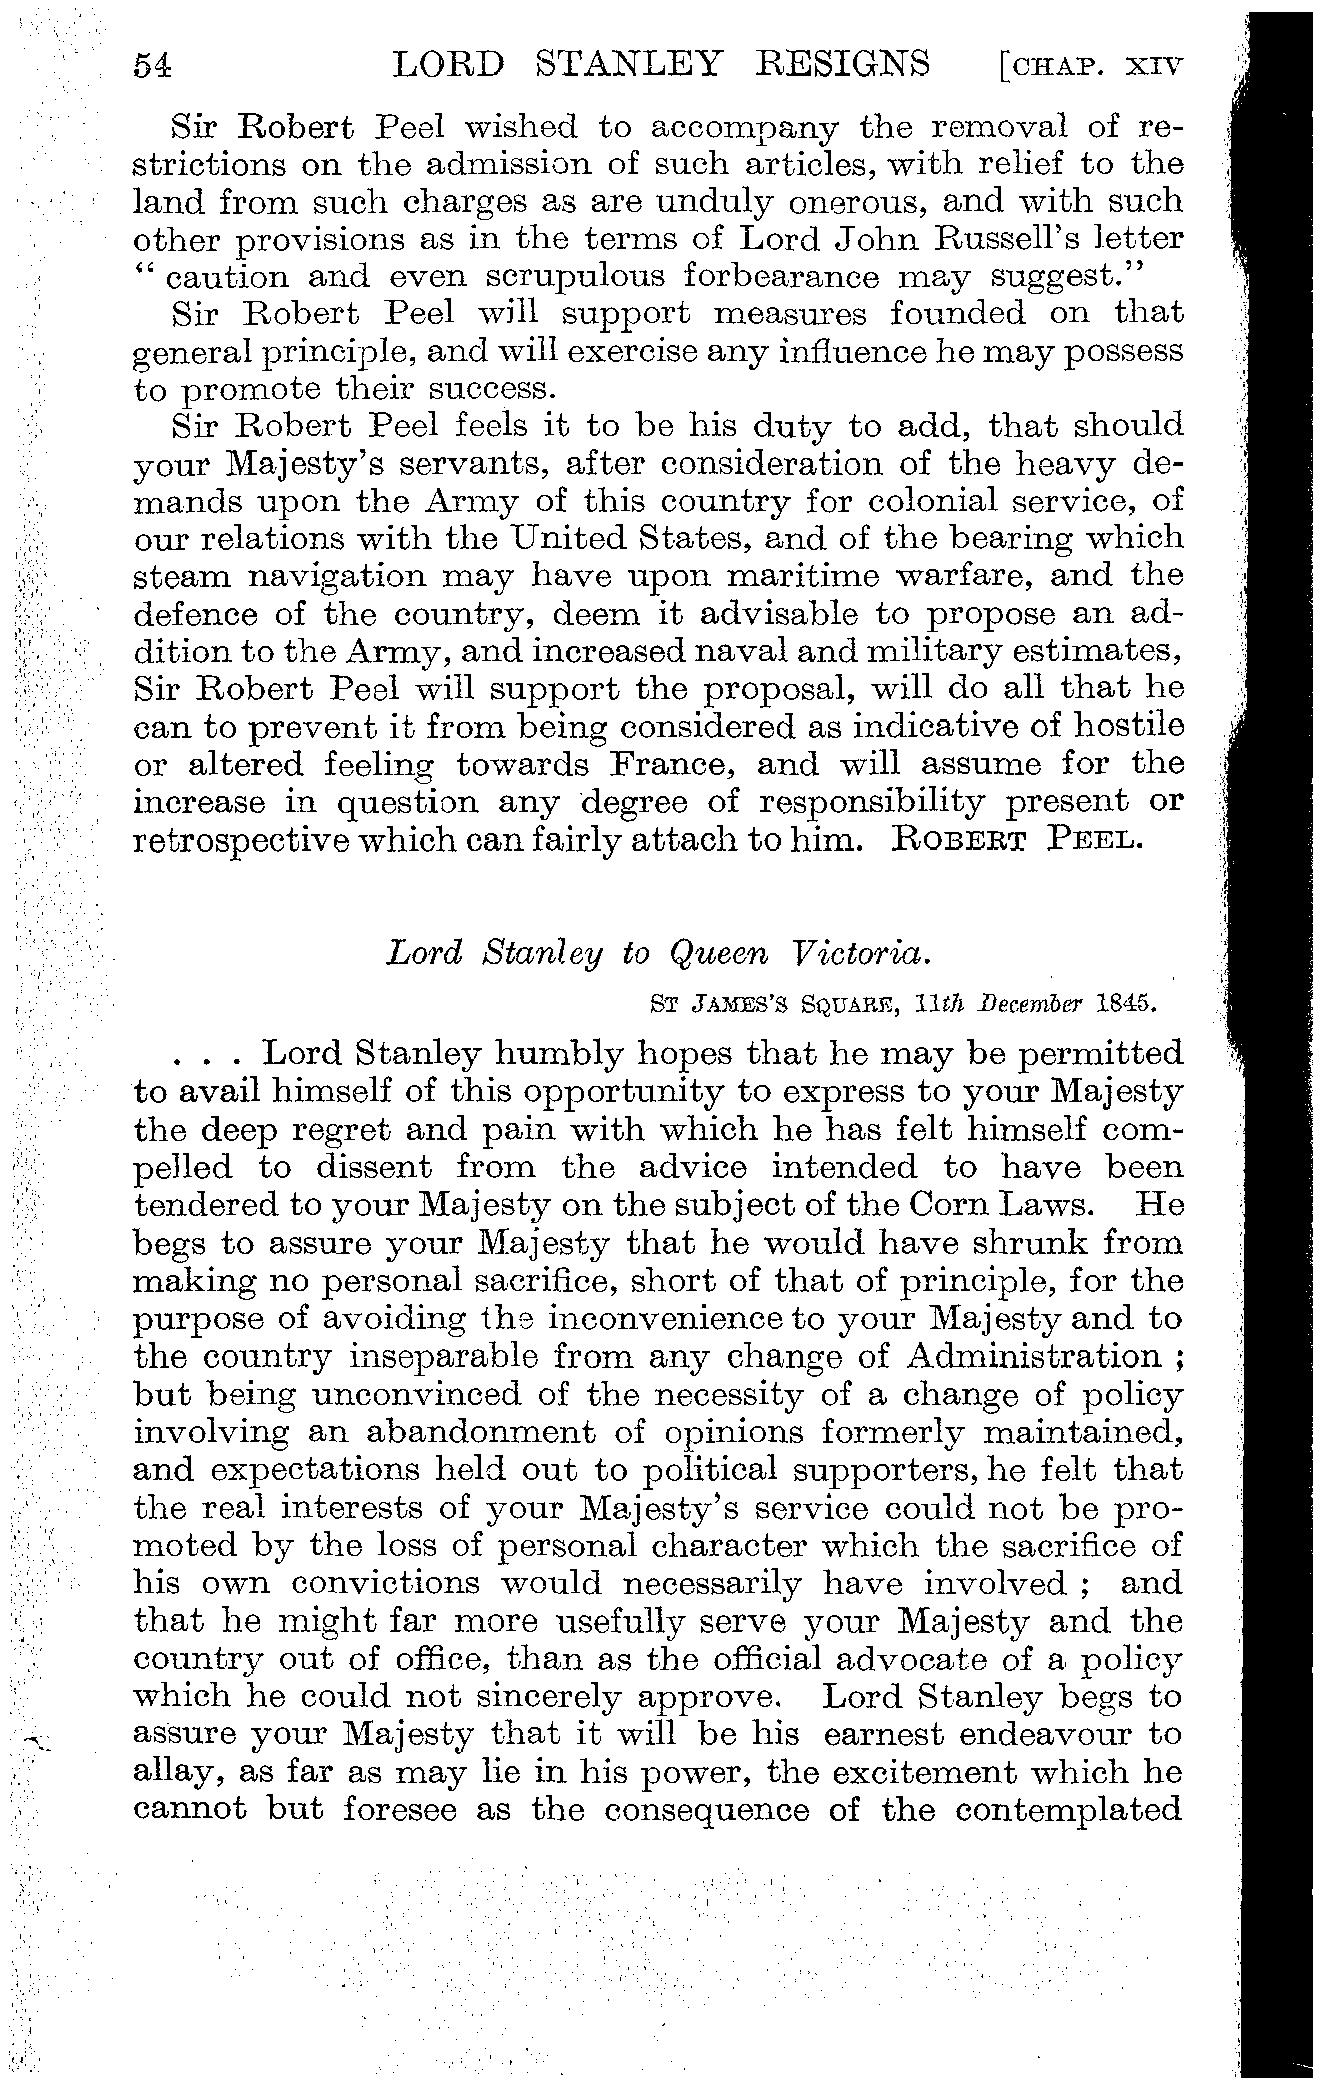 54 LORD STANLEY RESIGNS [CHAP. XIV
Sir Robert Peel wished to accompany the removal of re-
strictions on the admission of such articles, with relief to the
land from such charges as are unduly onerous, and with such
other provisions as in the terms of Lord John Russell's letter
“ caution and even scrupulous forbearance may suggest.”
Sir Robert Peel will support measures founded on that
general principle, and will exercise any influence he may possess
to promote their success.
Sir Robert Peel feels it to be his duty to add, that should
your Majesty's servants, after consideration of the heavy de-
mands upon the Army of this country for colonial service, of
our relations with the United States, and of the bearing which
steam navigation may have upon maritime warfare, and the
defence of the country, deem it advisable to propose an ad-
dition to the Army, and increased naval and military estimates,
Sir Robert Peel will support the proposal, will do all that he
can to prevent it from being considered as indicative of hostile
or altered feeling towards France, and will assume for the
increase in question any degree of responsibility present or
retrospective which can fairly attach to him. ROBERT PEEL.
Lord Stanley to Queen Victoria.
ST JAMES'S SQUARE, 11th December 1845.
. . . Lord Stanley humbly hopes that he may be permitted
to avail himself of this opportunity to express to your Majesty
the deep regret and pain with which he has felt himself com-
pelled to dissent from the advice intended to have been
tendered to your Majesty on the subject of the Corn Laws. He
begs to assure your Majesty that he would have shrunk from
making no personal sacrifice, short of that of principle, for the
purpose of avoiding the inconvenience to your Majesty and to
the country inseparable from any change of Administration ;
but being unconvinced of the necessity of a change of policy
involving an abandonment of opinions formerly maintained,
and expectations held out to political supporters, he felt that
the real interests of your Majesty's service could not be pro-
moted by the loss of personal character which the sacrifice of
his own convictions would necessarily have involved ; and
that he might far more usefully serve your Majesty and the
country out of office, than as the official advocate of a policy
which he could not sincerely approve. Lord Stanley begs to
assure your Majesty that it will be his earnest endeavour to
allay, as far as may lie in his power, the excitement which he
cannot but foresee as the consequence of the contemplated